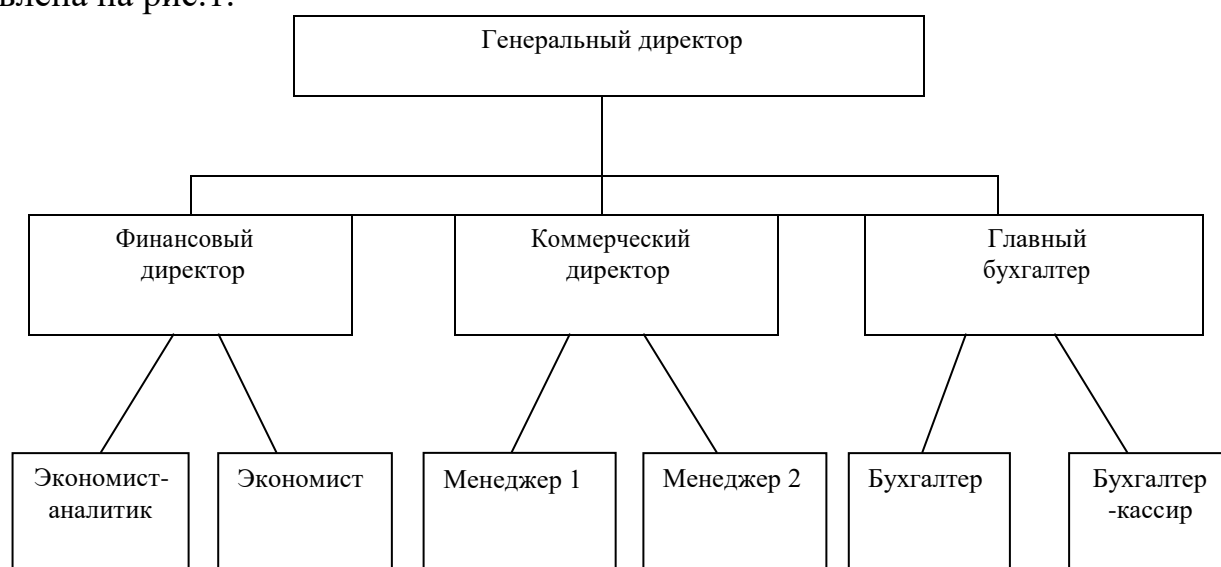 на рис.1.
Генеральный директор
Финансовый
директор
Коммерческий
директор
Главный
бухгалтер
Экономист-
аналитик
Экономист
Менеджер 1
Менеджер 2
Бухгалтер
Бухгалтер
-кассир